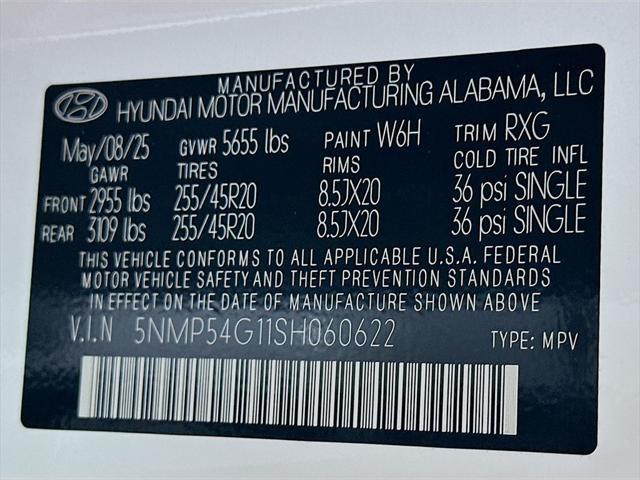 MANUFACTURED BY
HYUNDAI MOTOR MANUFACTURING ALABAMA, LLC
May/08/25 GVWR 5655 lbs PAINT W6H TRIM RXG
GAWR TIRES RIMS COLD TIRE INFL
FRONT 2955 lbs 255/45R20 8.5JX20 36 psi SINGLE
REAR 3109 lbs 255/45R20 8.5JX20 36 psi SINGLE
THIS VEHICLE CONFORMS TO ALL APPLICABLE U.S.A. FEDERAL
MOTOR VEHICLE SAFETY AND THEFT PREVENTION STANDARDS
IN EFFECT ON THE DATE OF MANUFACTURE SHOWN ABOVE
V.I.N 5NMP54G11SH060622 TYPE: MPV